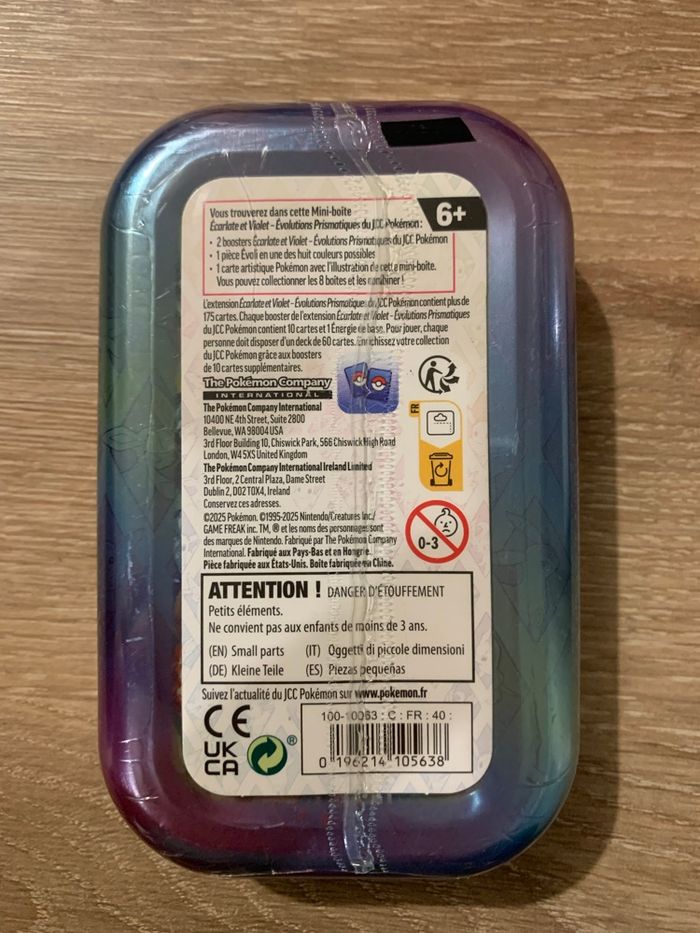 Vous trouverez dans cette Mini-boîte
Écarlate et Violet – Évolutions Prismatiques du JCC Pokémon :
6+
• 2 boosters Écarlate et Violet – Évolutions Prismatiques du JCC Pokémon
• 1 pièce Évoli en une des huit couleurs possibles
• 1 carte artistique Pokémon avec l'illustration de cette mini-boîte.
Vous pouvez collectionner les 8 boîtes et les combiner !
L'extension Écarlate et Violet – Évolutions Prismatiques du JCC Pokémon contient plus de
175 cartes. Chaque booster de l'extension Écarlate et Violet – Évolutions Prismatiques
du JCC Pokémon contient 10 cartes et 1 Énergie de base. Pour jouer, chaque
personne doit disposer d'un deck de 60 cartes. Enrichissez votre collection
du JCC Pokémon grâce aux boosters
de 10 cartes supplémentaires.
The Pokémon Company
INTERNATIONAL
The Pokémon Company International
10400 NE 4th Street, Suite 2800
Bellevue, WA 98004 USA
3rd Floor Building 10, Chiswick Park, 566 Chiswick High Road
London, W4 5XS United Kingdom
The Pokémon Company International Ireland Limited
3rd Floor, 2 Central Plaza, Dame Street
Dublin 2, D02 T0X4, Ireland
Conservez ces adresses.
FR
©2025 Pokémon. ©1995-2025 Nintendo/Creatures Inc./
GAME FREAK inc. TM, ® et les noms des personnages sont
des marques de Nintendo. Fabriqué par The Pokémon Company
International. Fabriqué aux Pays-Bas et en Hongrie.
Pièce fabriquée aux États-Unis. Boîte fabriquée en Chine.
0-3
ATTENTION ! DANGER D'ÉTOUFFEMENT
Petits éléments.
Ne convient pas aux enfants de moins de 3 ans.
(EN) Small parts (IT) Oggetti di piccole dimensioni
(DE) Kleine Teile (ES) Piezas pequeñas
Suivez l'actualité du JCC Pokémon sur www.pokemon.fr
CE
UK
CA
®
100-10063 : C : FR : 40 :
0 196214 105638